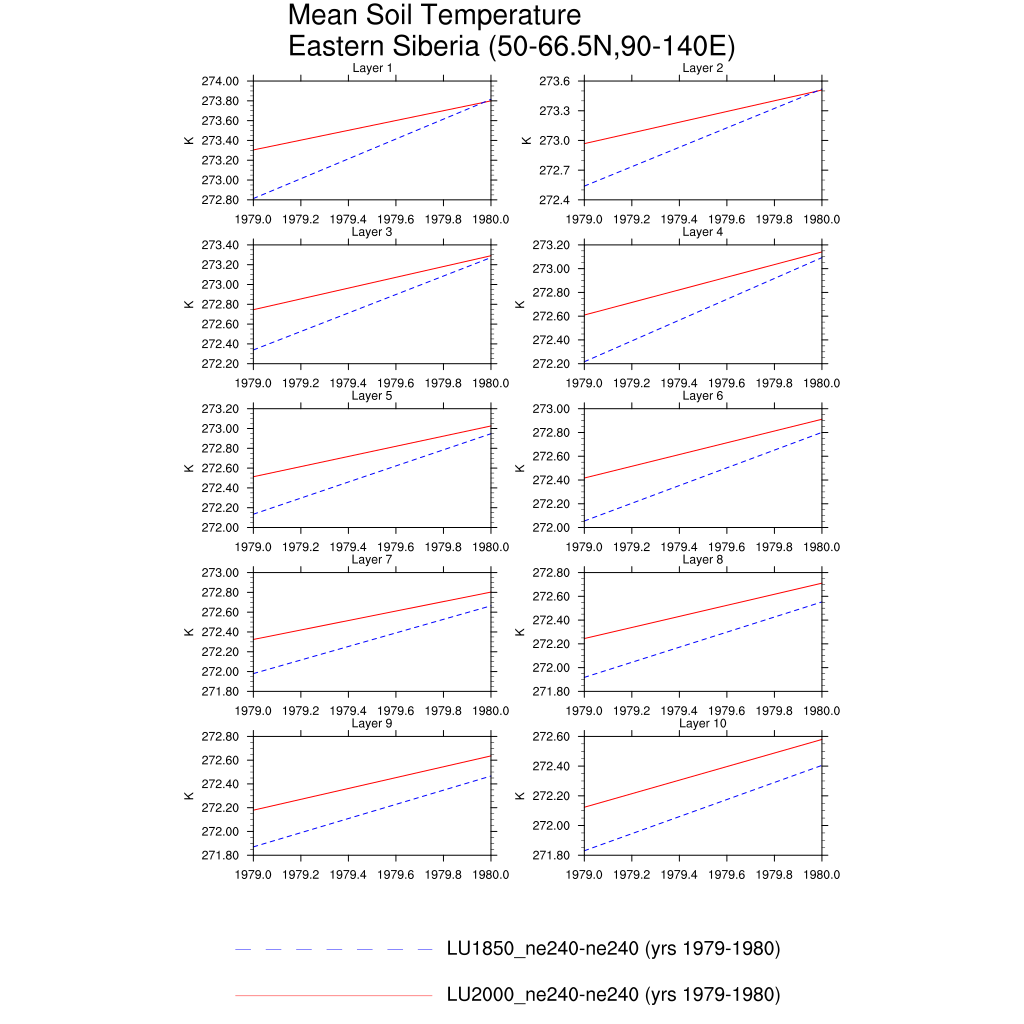 Mean Soil Temperature
Eastern Siberia (50-66.5N,90-140E)
Layer 1
274.00
273.80
273.60
273.40
273.20
273.00
272.80
K
1979.0 1979.2 1979.4 1979.6 1979.8 1980.0
Layer 2
273.6
273.3
273.0
272.7
272.4
K
1979.0 1979.2 1979.4 1979.6 1979.8 1980.0
Layer 3
273.40
273.20
273.00
272.80
272.60
272.40
272.20
K
1979.0 1979.2 1979.4 1979.6 1979.8 1980.0
Layer 4
273.20
273.00
272.80
272.60
272.40
272.20
K
1979.0 1979.2 1979.4 1979.6 1979.8 1980.0
Layer 5
273.20
273.00
272.80
272.60
272.40
272.20
272.00
K
1979.0 1979.2 1979.4 1979.6 1979.8 1980.0
Layer 6
273.00
272.80
272.60
272.40
272.20
272.00
K
1979.0 1979.2 1979.4 1979.6 1979.8 1980.0
Layer 7
273.00
272.80
272.60
272.40
272.20
272.00
271.80
K
1979.0 1979.2 1979.4 1979.6 1979.8 1980.0
Layer 8
272.80
272.60
272.40
272.20
272.00
271.80
K
1979.0 1979.2 1979.4 1979.6 1979.8 1980.0
Layer 9
272.80
272.60
272.40
272.20
272.00
271.80
K
1979.0 1979.2 1979.4 1979.6 1979.8 1980.0
Layer 10
272.60
272.40
272.20
272.00
271.80
K
1979.0 1979.2 1979.4 1979.6 1979.8 1980.0
LU1850_ne240-ne240 (yrs 1979-1980)
LU2000_ne240-ne240 (yrs 1979-1980)